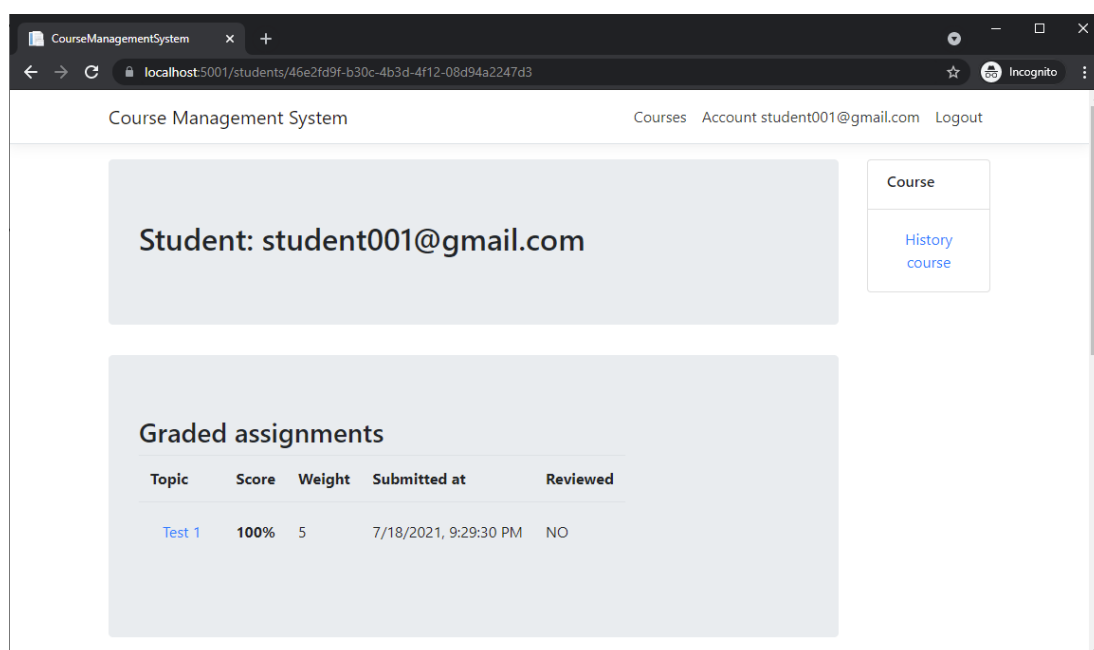 CourseManagementSystem
localhost:5001/students/46e2fd9f-b30c-4b3d-4f12-08d94a2247d3
Incognito
Course Management System
Courses Account student001@gmail.com Logout
Student: student001@gmail.com
Course
History
course
Graded assignments
Topic Score Weight Submitted at Reviewed
Test 1 100% 5 7/18/2021, 9:29:30 PM NO